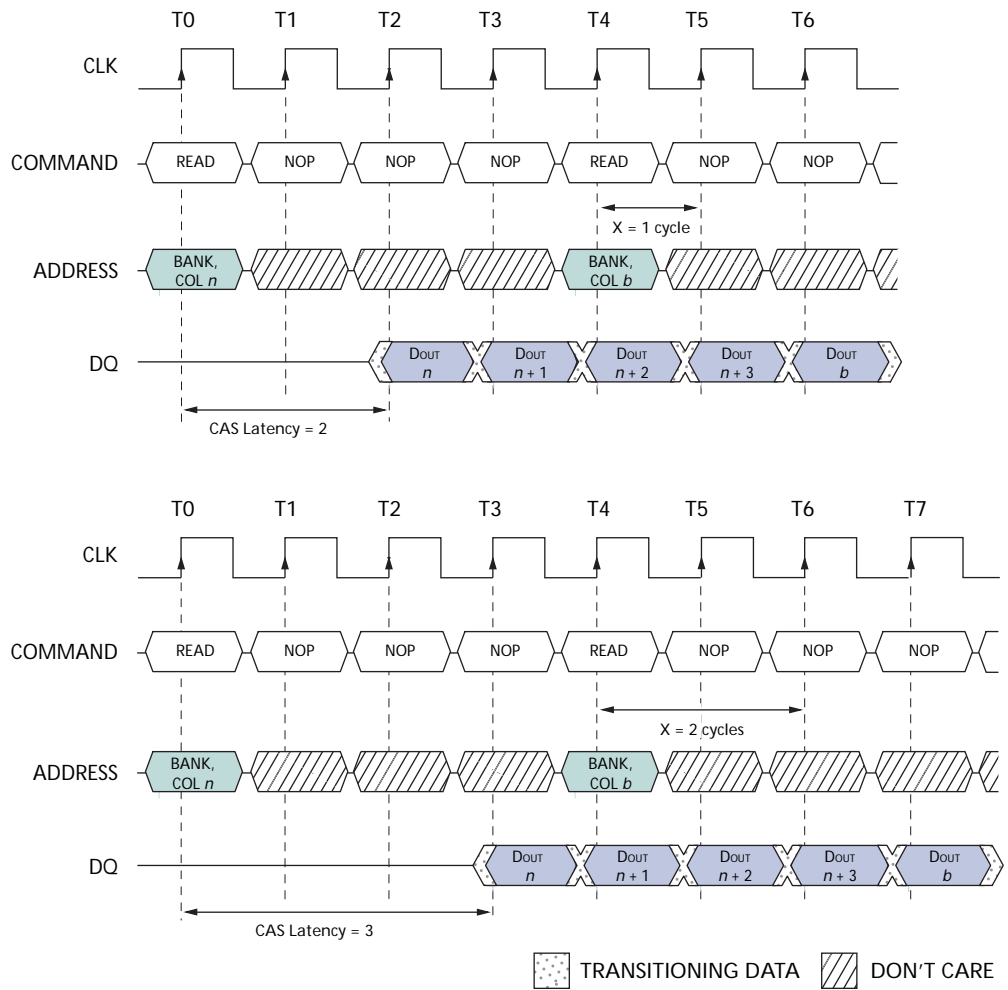 T0 T1 T2 T3 T4 T5 T6
CLK
COMMAND READ NOP NOP NOP READ NOP NOP
X = 1 cycle
ADDRESS BANK, COL n BANK, COL b
DQ DOUT n DOUT n + 1 DOUT n + 2 DOUT n + 3 DOUT b
CAS Latency = 2
T0 T1 T2 T3 T4 T5 T6 T7
CLK
COMMAND READ NOP NOP NOP READ NOP NOP NOP
X = 2 cycles
ADDRESS BANK, COL n BANK, COL b
DQ DOUT n DOUT n + 1 DOUT n + 2 DOUT n + 3 DOUT b
CAS Latency = 3
TRANSITIONING DATA DON'T CARE